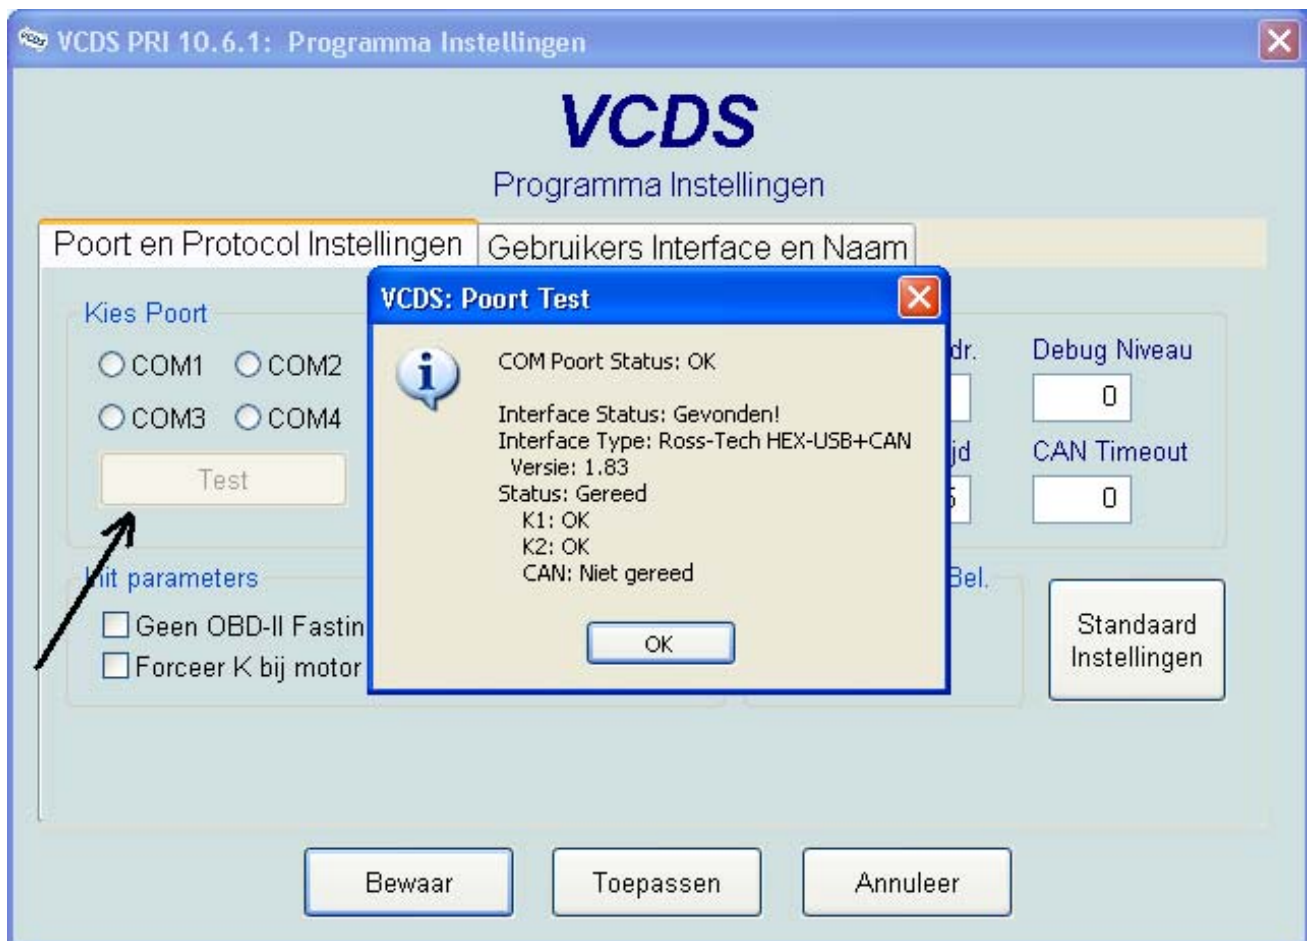 VCDS PRI 10.6.1: Programma Instellingen
VCDS
Programma Instellingen
Poort en Protocol Instellingen
Gebruikers Interface en Naam
Kies Poort
COM1 COM2
COM3 COM4
Test
VCDS: Poort Test
COM Poort Status: OK
Interface Status: Gevonden!
Interface Type: Ross-Tech HEX-USB+CAN
Versie: 1.83
Status: Gereed
K1: OK
K2: OK
CAN: Niet gereed
OK
dr.
Debug Niveau
0
jd
CAN Timeout
0
Init parameters
Geen OBD-II Fastin
Forceer K bij motor
Bel.
Standaard
Instellingen
Bewaar
Toepassen
Annuleer